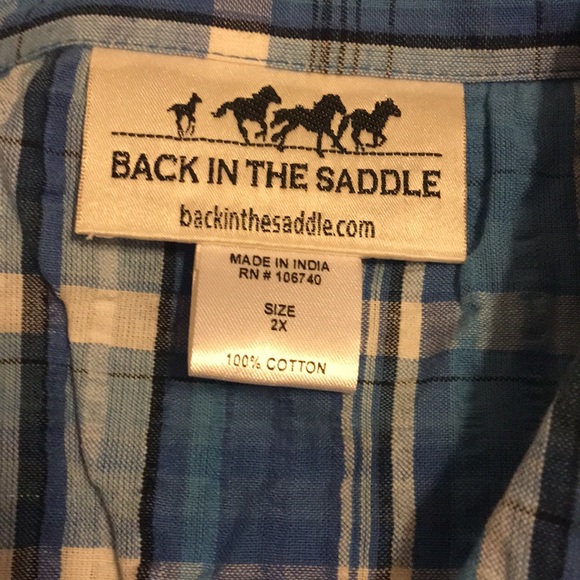 BACK IN THE SADDLE
backinthesaddle.com
MADE IN INDIA
RN # 106740
SIZE
2X
100% COTTON